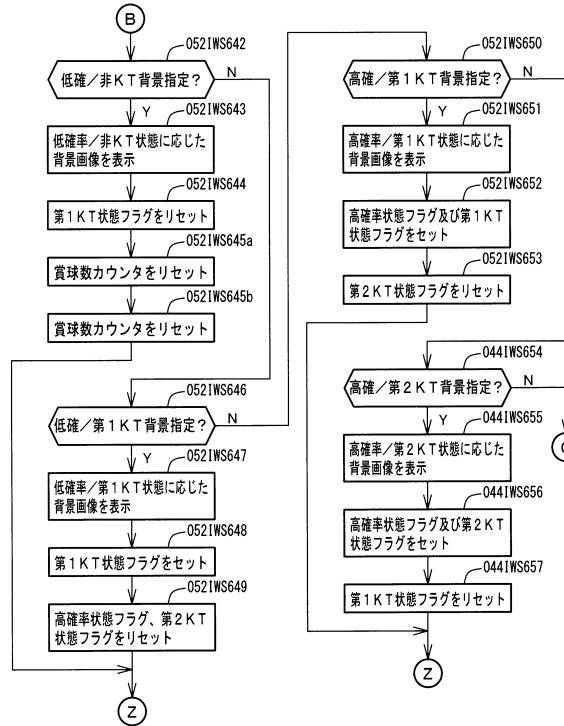 B
052IWS642
低確／非KT背景指定？
N
Y
052IWS643
低確率／非KT状態に応じた
背景画像を表示
052IWS644
第1KT状態フラグをリセット
052IWS645a
賞球数カウンタをリセット
052IWS645b
賞球数カウンタをリセット
052IWS646
低確／第1KT背景指定？
N
Y
052IWS647
低確率／第1KT状態に応じた
背景画像を表示
052IWS648
第1KT状態フラグをセット
052IWS649
高確率状態フラグ、第2KT
状態フラグをリセット
Z
052IWS650
高確／第1KT背景指定？
N
Y
052IWS651
高確率／第1KT状態に応じた
背景画像を表示
052IWS652
高確率状態フラグ及び第1KT
状態フラグをセット
052IWS653
第2KT状態フラグをリセット
044IWS654
高確／第2KT背景指定？
N
Y
044IWS655
高確率／第2KT状態に応じた
背景画像を表示
044IWS656
高確率状態フラグ及び第2KT
状態フラグをセット
044IWS657
第1KT状態フラグをリセット
Z